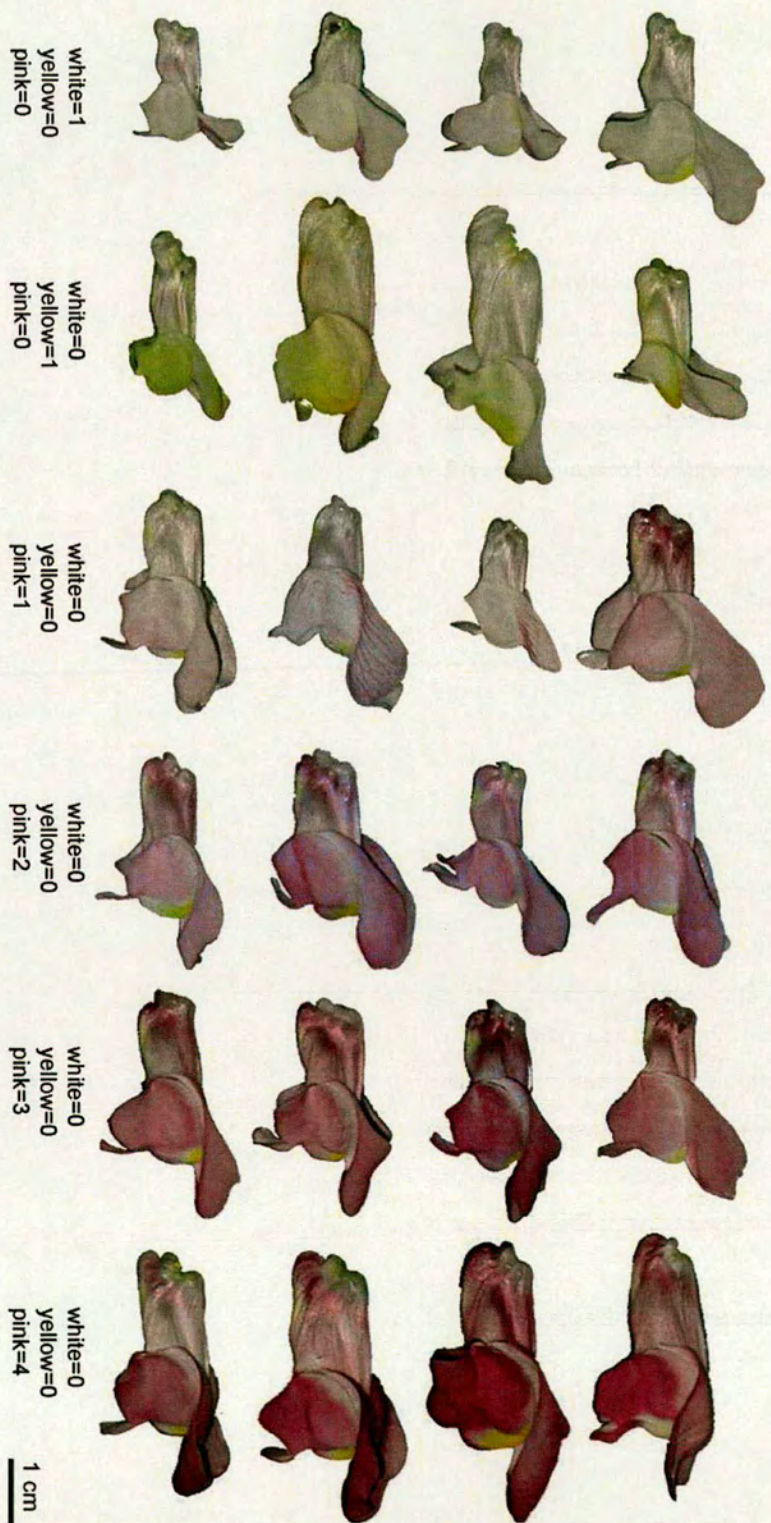 white=1
yellow=0
pink=0
white=0
yellow=1
pink=0
white=0
yellow=0
pink=1
white=0
yellow=0
pink=2
white=0
yellow=0
pink=3
white=0
yellow=0
pink=4
1 cm